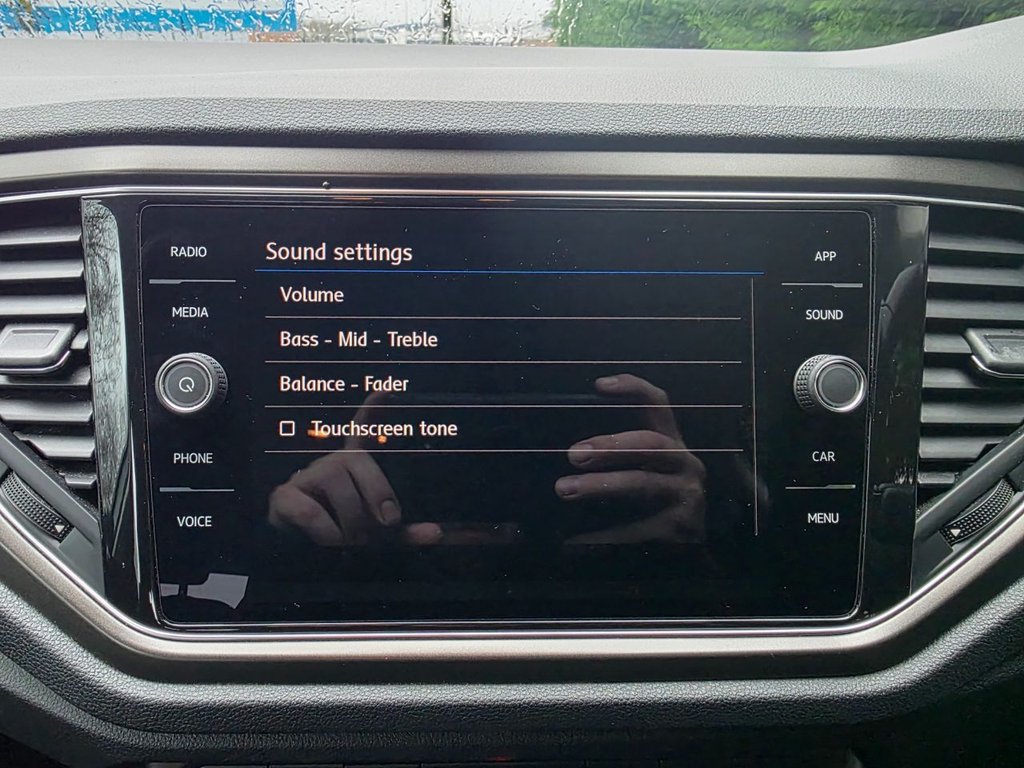 RADIO
MEDIA
PHONE
VOICE
Sound settings
Volume
Bass - Mid - Treble
Balance - Fader
Touchscreen tone
APP
SOUND
CAR
MENU